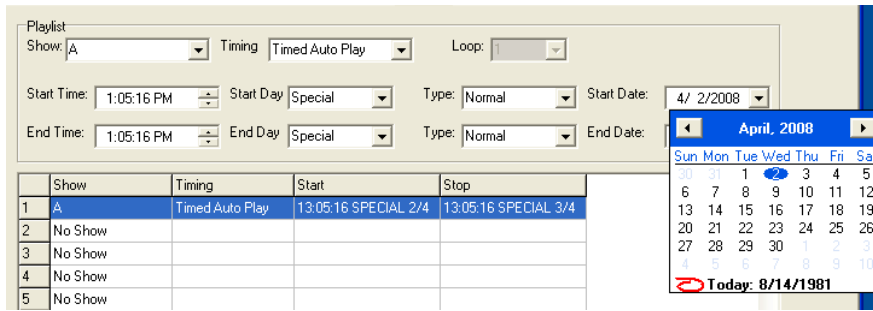 Playlist
Show: A Timing Timed Auto Play Loop: 1
Start Time: 1:05:16 PM Start Day Special Type: Normal Start Date: 4/ 2/2008
End Time: 1:05:16 PM End Day Special Type: Normal End Date:
April, 2008
Sun Mon Tue Wed Thu Fri Sa
30 31 1 2 3 4 5
6 7 8 9 10 11 12
13 14 15 16 17 18 19
20 21 22 23 24 25 26
27 28 29 30 1 2 3
4 5 6 7 8 9 10
Today: 8/14/1981
Show Timing Start Stop
1 A Timed Auto Play 13:05:16 SPECIAL 2/4 13:05:16 SPECIAL 3/4
2 No Show
3 No Show
4 No Show
5 No Show